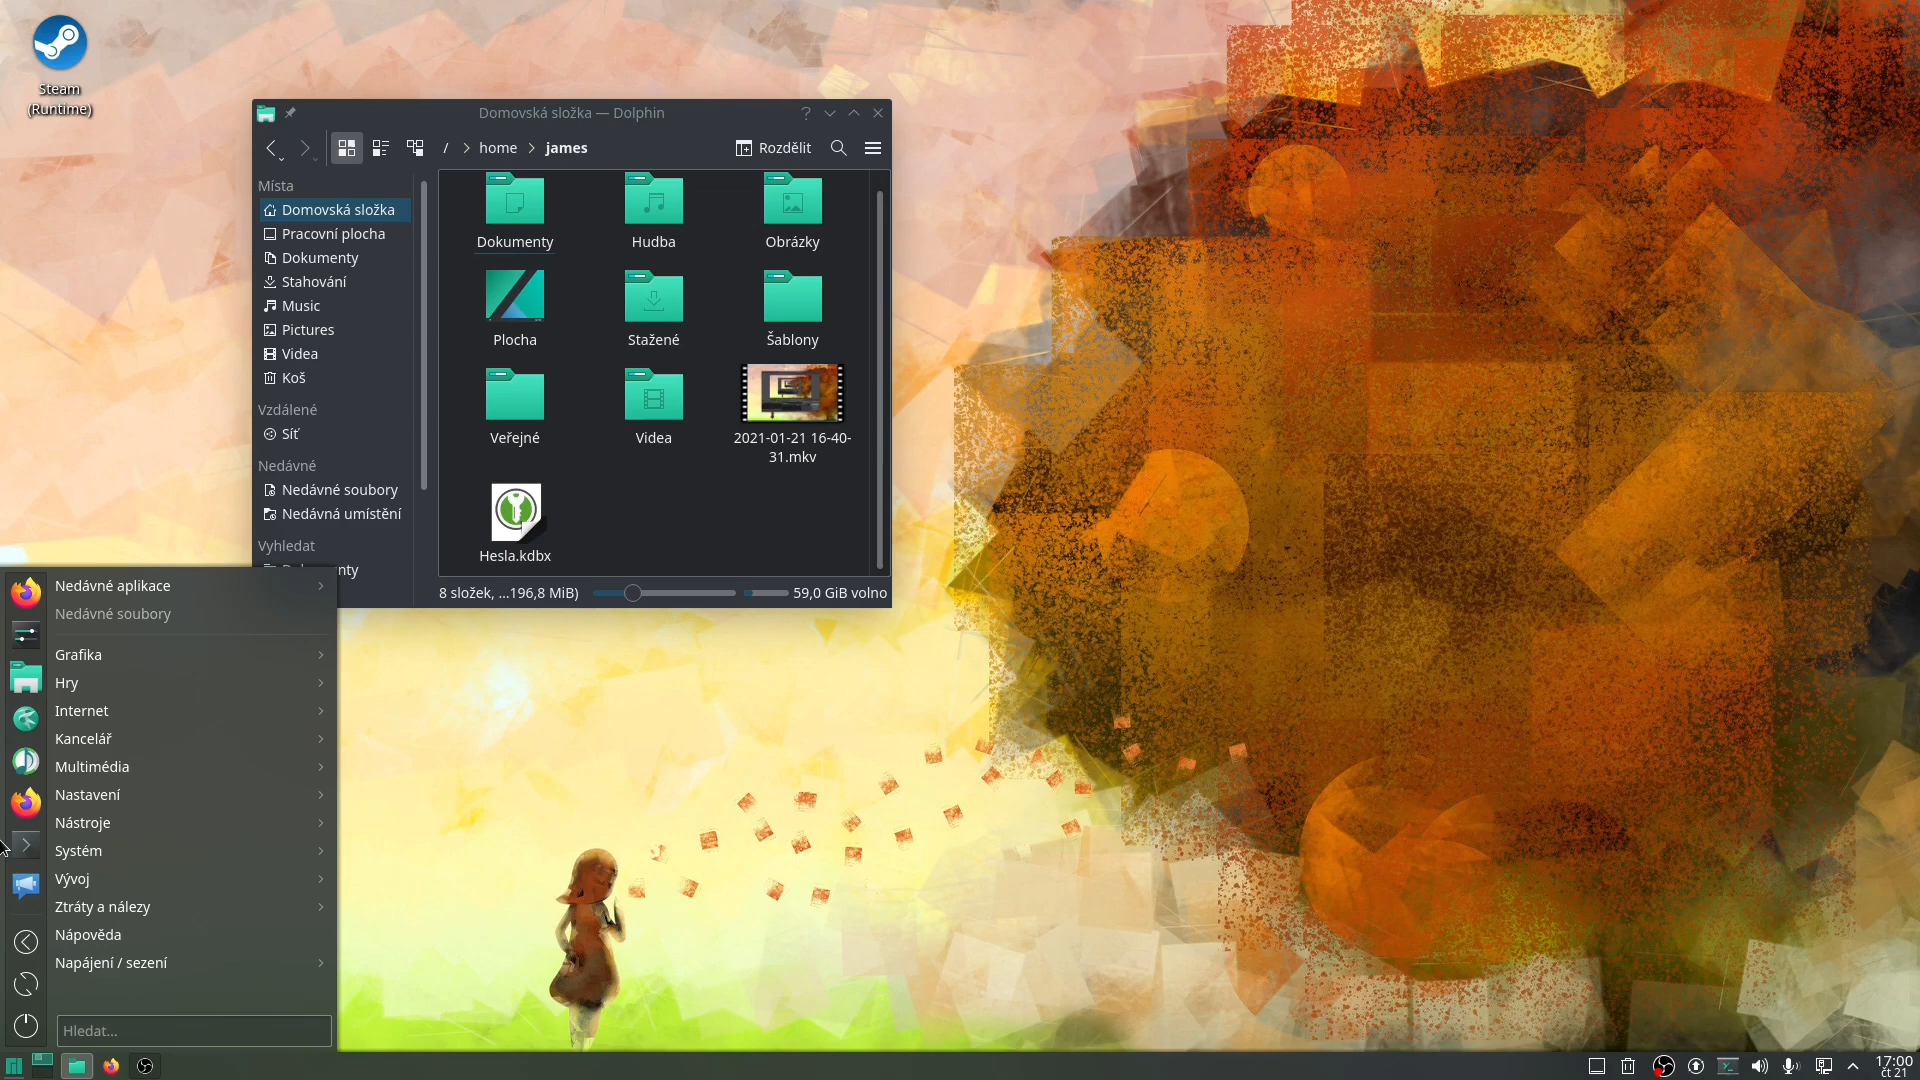 Steam
(Runtime)
Domovská složka — Dolphin
/ home james
Rozdělit
Místa
Domovská složka
Pracovní plocha
Dokumenty
Stahování
Music
Pictures
Videa
Koš
Vzdálené
Síť
Nedávné
Nedávné soubory
Nedávná umístění
Vyhledat
Dokumenty
Hudba
Obrázky
Plocha
Stažené
Šablony
Veřejné
Videa
2021-01-21 16-40-
31.mkv
Hesla.kdbx
8 složek, ...196,8 MiB)
59,0 GiB volno
Nedávné aplikace
Nedávné soubory
Grafika
Hry
Internet
Kancelář
Multimédia
Nastavení
Nástroje
Systém
Vývoj
Ztráty a nálezy
Nápověda
Napájení / sezení
Hledat...
17:00
čt 21